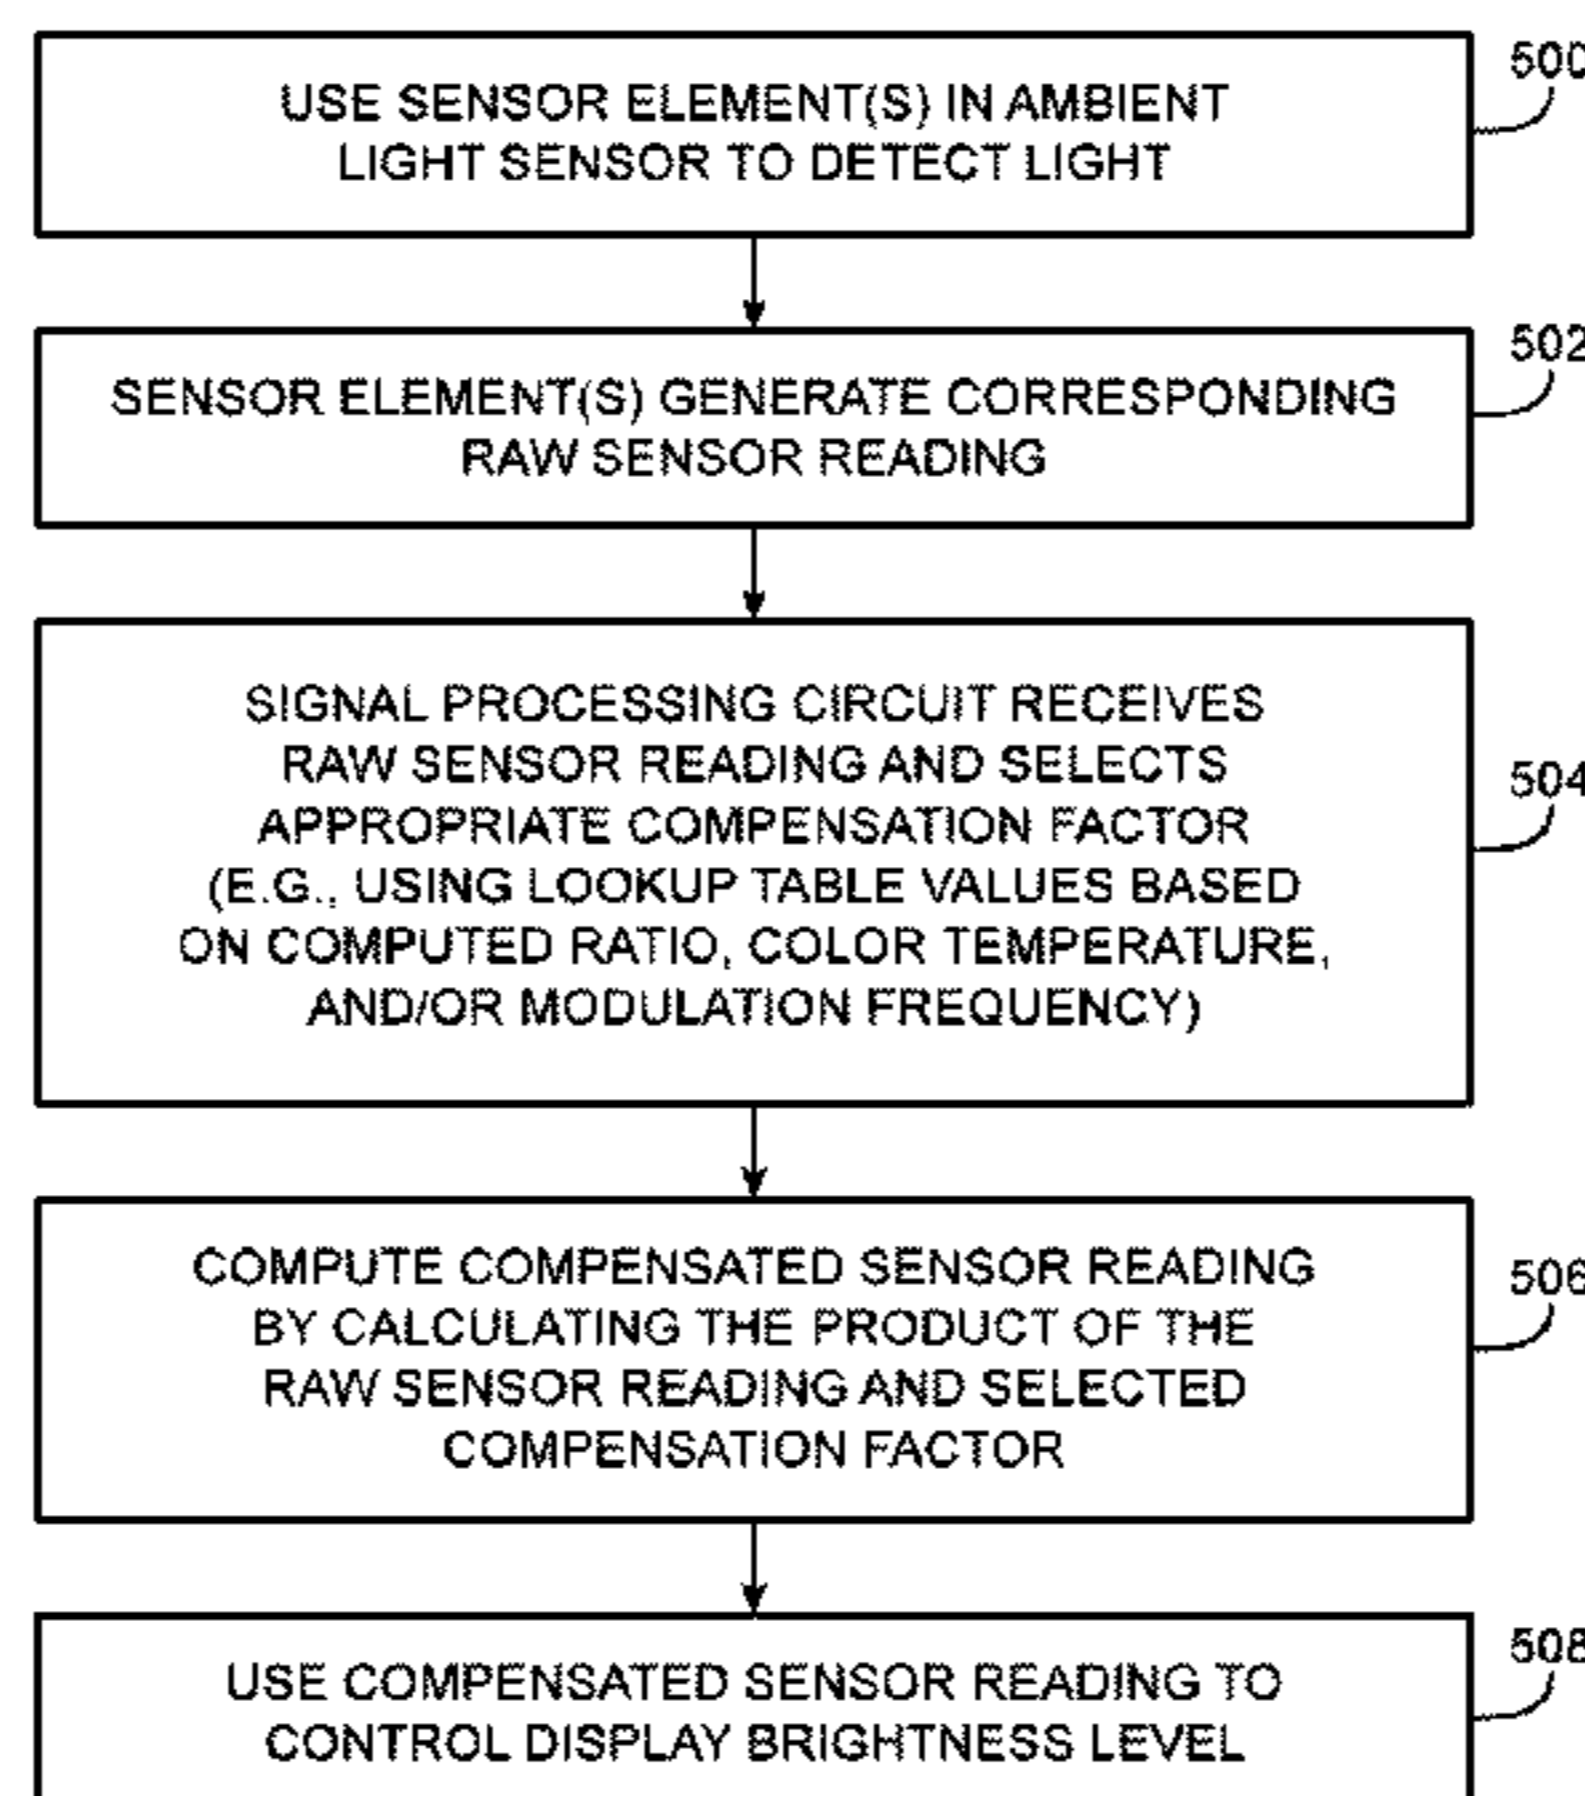 500
USE SENSOR ELEMENT(S) IN AMBIENT
LIGHT SENSOR TO DETECT LIGHT
502
SENSOR ELEMENT(S) GENERATE CORRESPONDING
RAW SENSOR READING
SIGNAL PROCESSING CIRCUIT RECEIVES
RAW SENSOR READING AND SELECTS
504
APPROPRIATE COMPENSATION FACTOR
(E.G., USING LOOKUP TABLE VALUES BASED
ON COMPUTED RATIO, COLOR TEMPERATURE,
AND/OR MODULATION FREQUENCY)
COMPUTE COMPENSATED SENSOR READING
506
BY CALCULATING THE PRODUCT OF THE
RAW SENSOR READING AND SELECTED
COMPENSATION FACTOR
508
USE COMPENSATED SENSOR READING TO
CONTROL DISPLAY BRIGHTNESS LEVEL